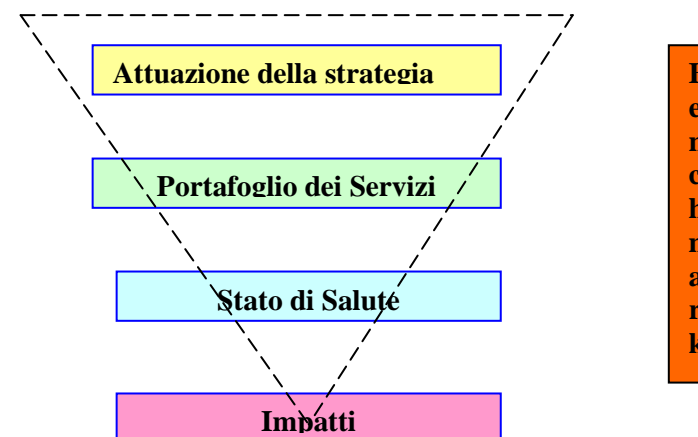 Attuazione della strategia
Portafoglio dei Servizi
Stato di Salute
Impatti
B
e
n
c
h
m
a
r
k